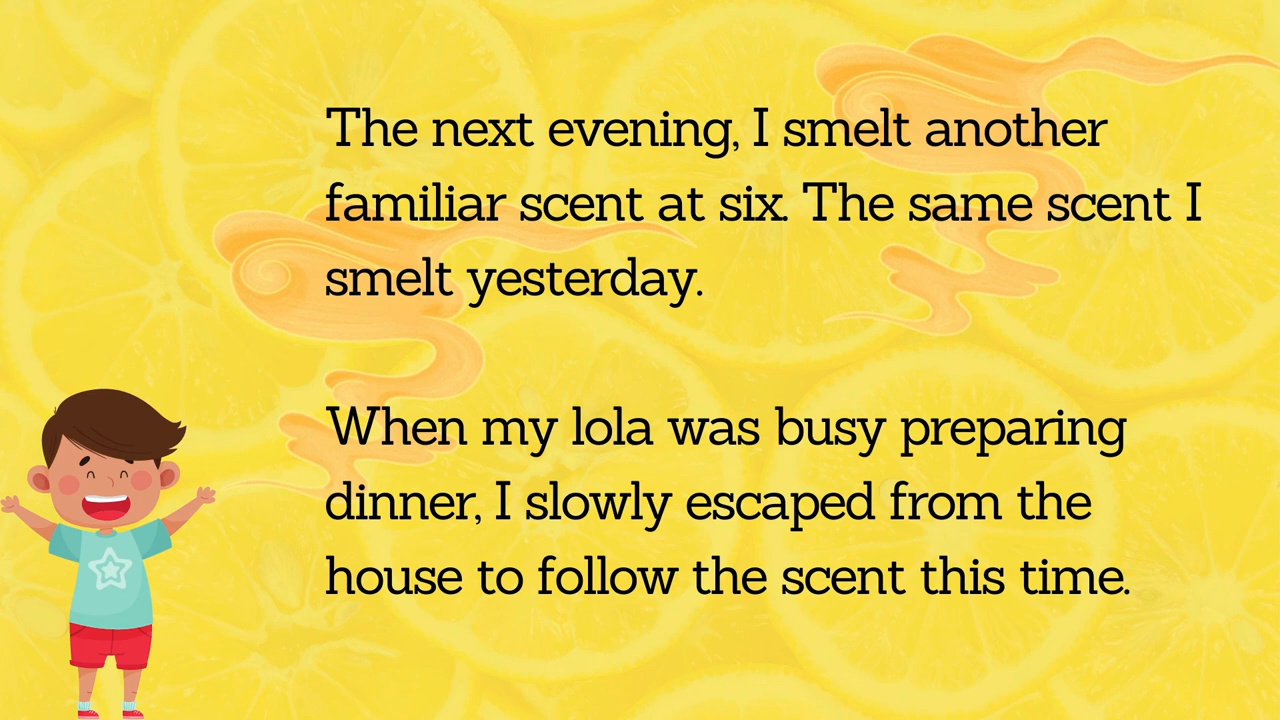 The next evening, I smelt another
familiar scent at six. The same scent I
smelt yesterday.
When my lola was busy preparing
dinner, I slowly escaped from the
house to follow the scent this time.